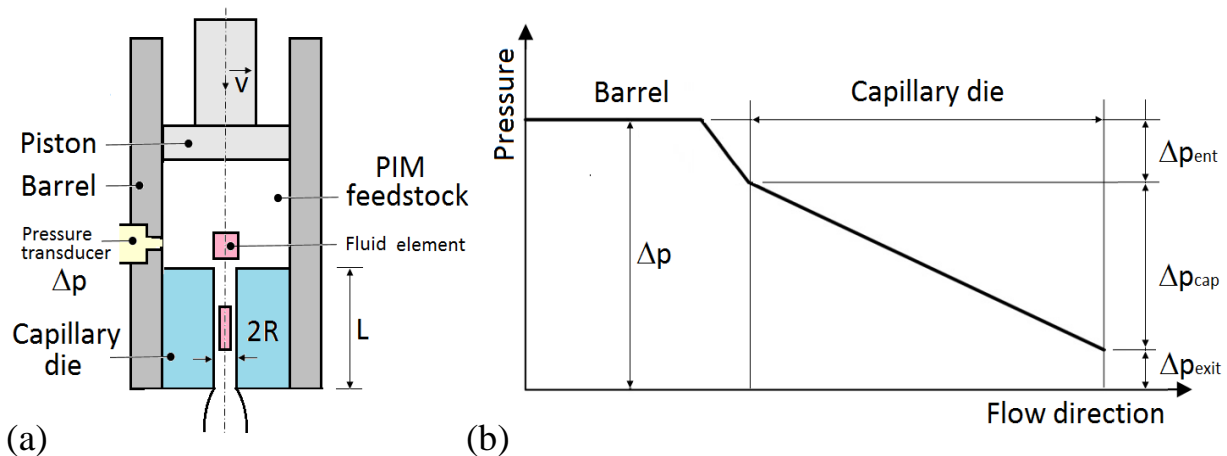 v
Piston
Barrel
PIM
feedstock
Pressure
transducer
Δp
Fluid element
Capillary
die
2R
L
(a)
Pressure
Barrel
Capillary die
Δp
Δpent
Δpcap
Δpexit
Flow direction
(b)